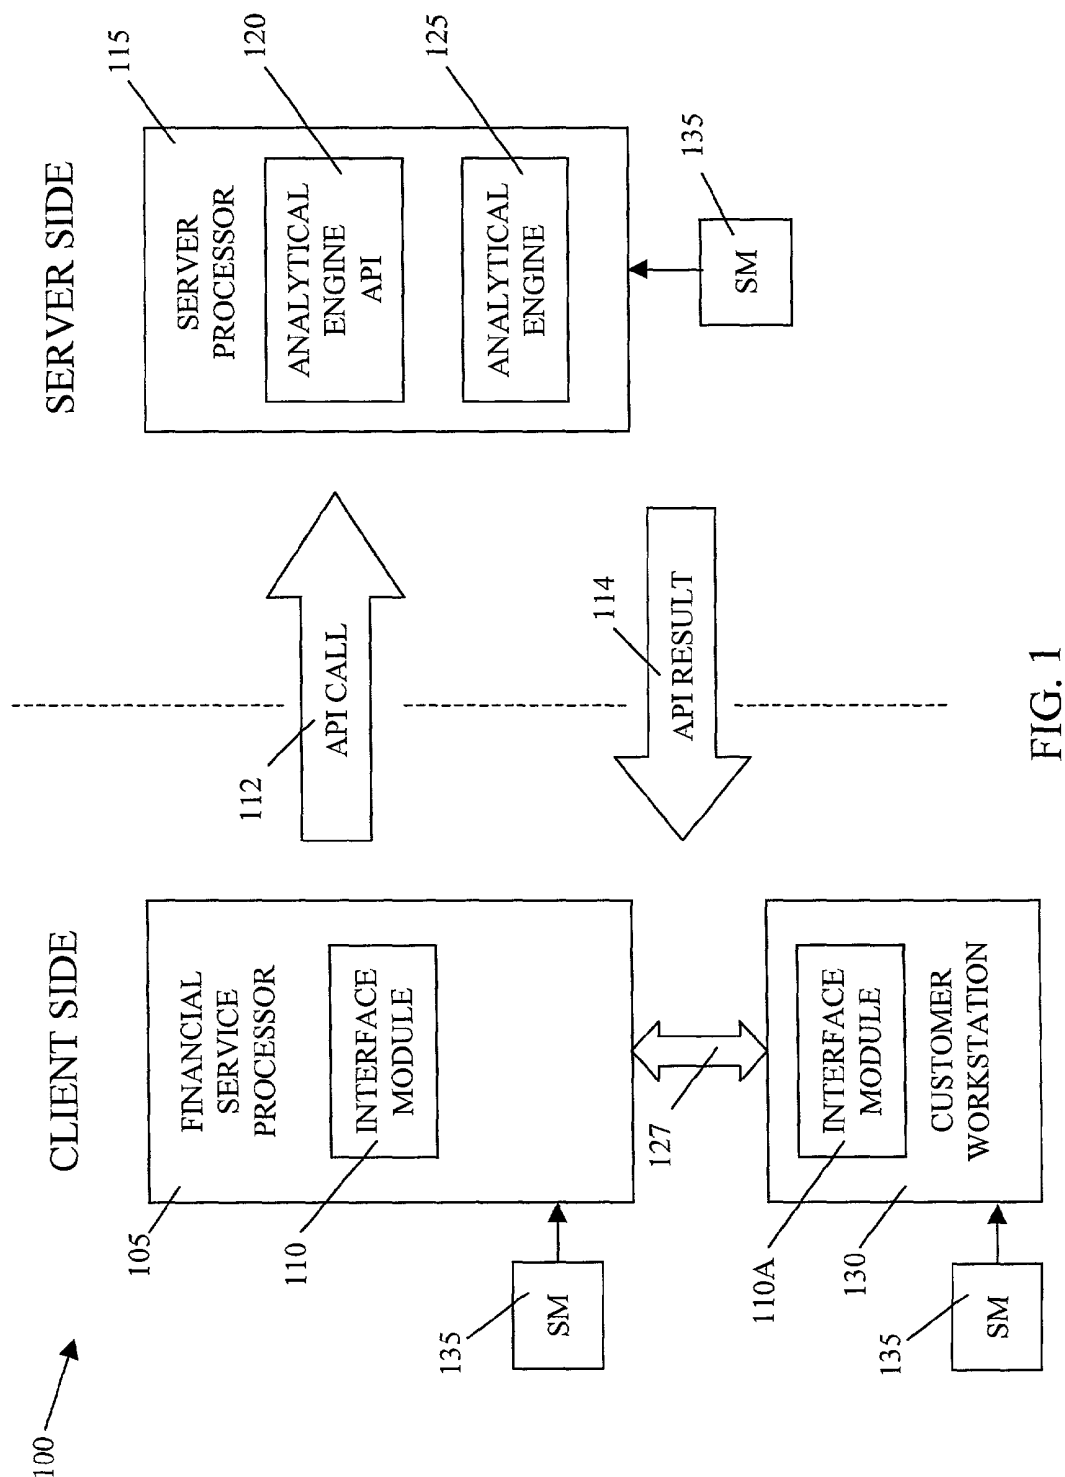 100
CLIENT SIDE
SERVER SIDE
105
FINANCIAL
SERVICE
PROCESSOR
110
INTERFACE
MODULE
135
SM
112
API CALL
114
API RESULT
115
SERVER
PROCESSOR
120
ANALYTICAL
ENGINE
API
125
ANALYTICAL
ENGINE
135
SM
127
110A
INTERFACE
MODULE
130
CUSTOMER
WORKSTATION
135
SM
FIG. 1